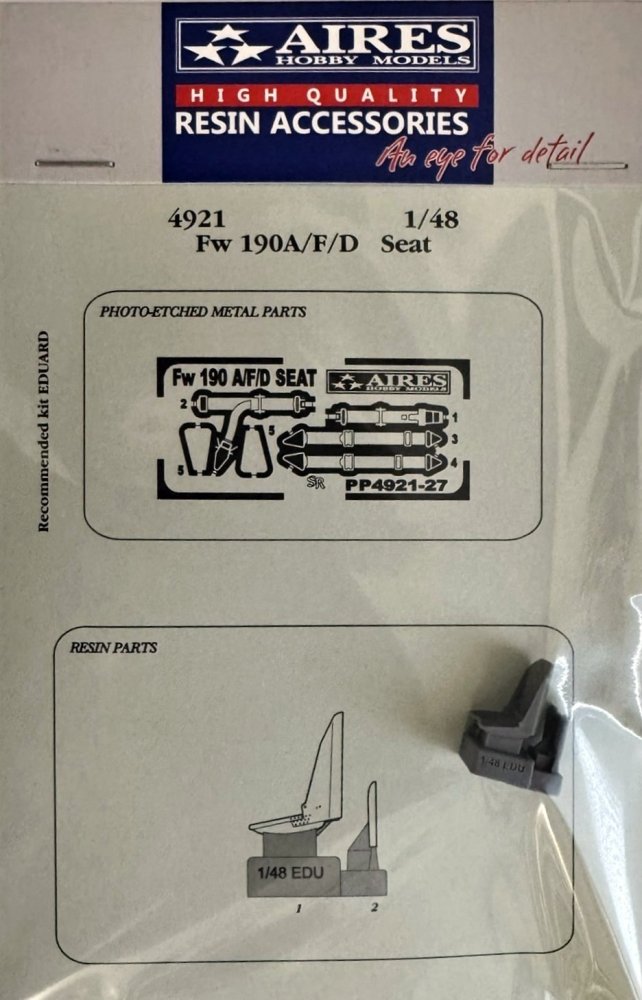 AIRES
HOBBY MODELS
HIGH QUALITY
RESIN ACCESSORIES
An eye for detail
4921 1/48
Fw 190A/F/D Seat
Recommended kit EDUARD
PHOTO-ETCHED METAL PARTS
Fw 190 A/F/D SEAT AIRES
HOBBY MODELS
2
1
5
3
5
4
SR PP4921-27
RESIN PARTS
1/48 EDU
1/48 EDU
1 2